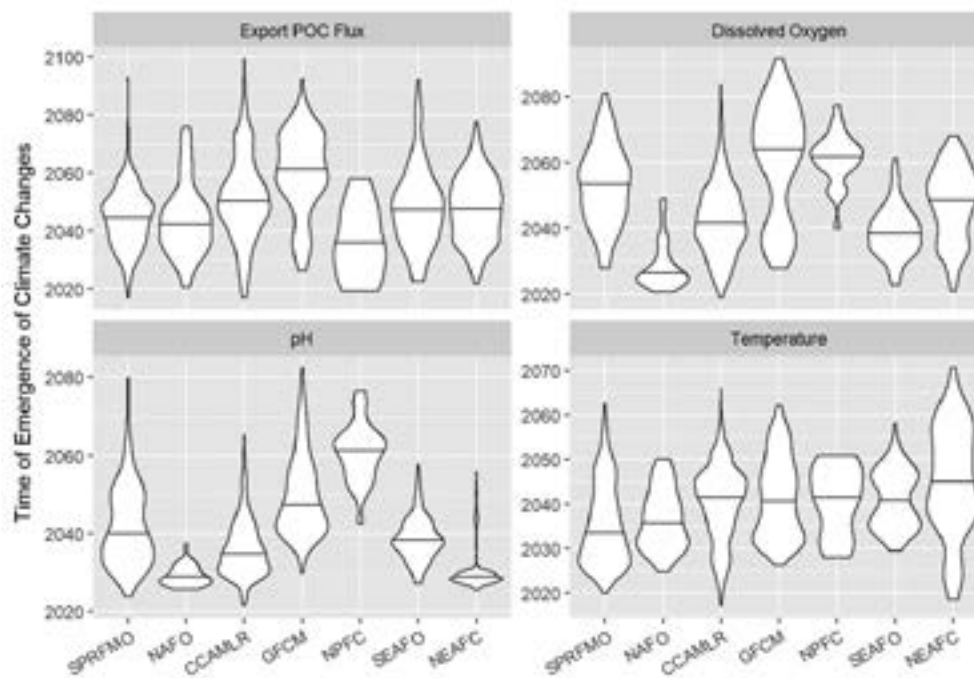 Export POC Flux
Dissolved Oxygen
Time of Emergence of Climate Changes
2100
2080
2060
2040
2020
2080
2060
2040
2020
pH
Temperature
2080
2060
2040
2020
2070
2060
2050
2040
2030
2020
SPRFMO
NAFO
CCAMLR
GFCM
NPFC
SEAFO
NEAFC
SPRFMO
NAFO
CCAMLR
GFCM
NPFC
SEAFO
NEAFC